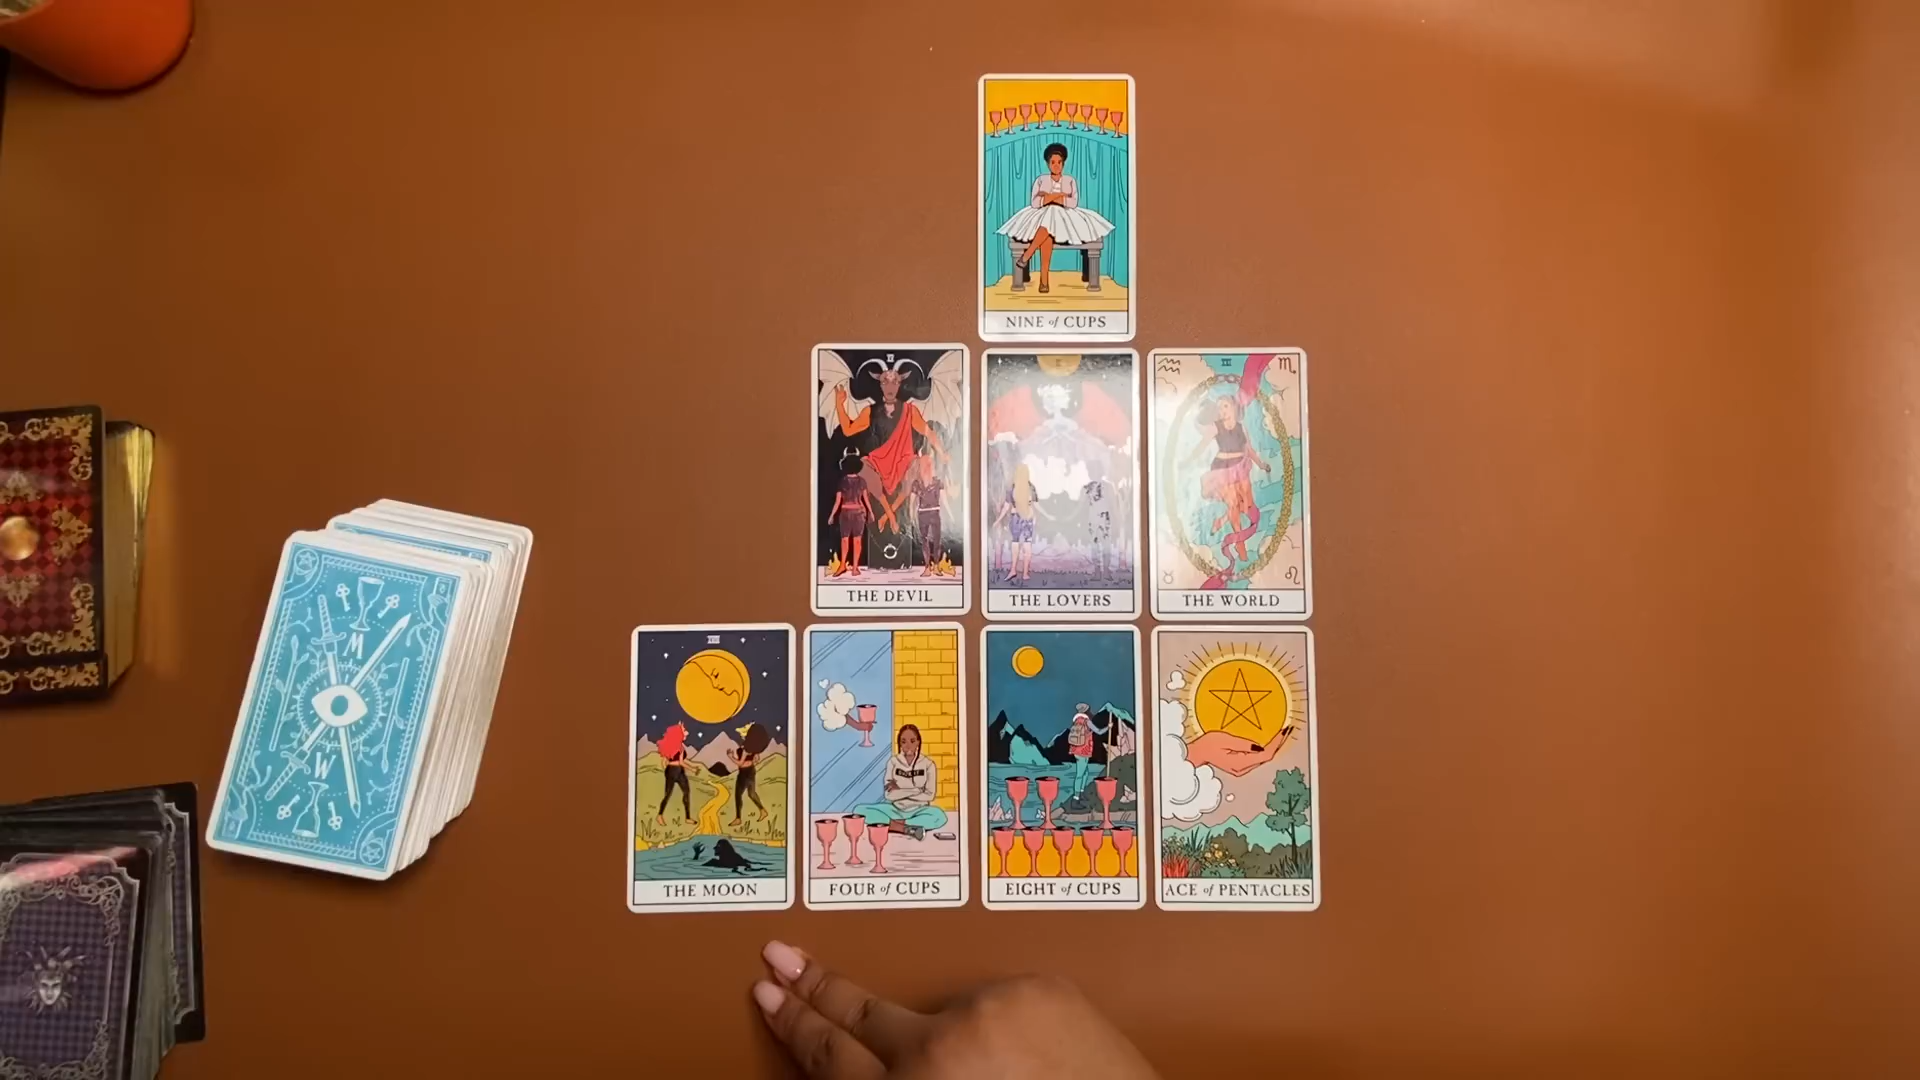 NINE of CUPS
THE DEVIL
THE LOVERS
THE WORLD
XVIII
THE MOON
FOUR of CUPS
EIGHT of CUPS
ACE of PENTACLES
M
W